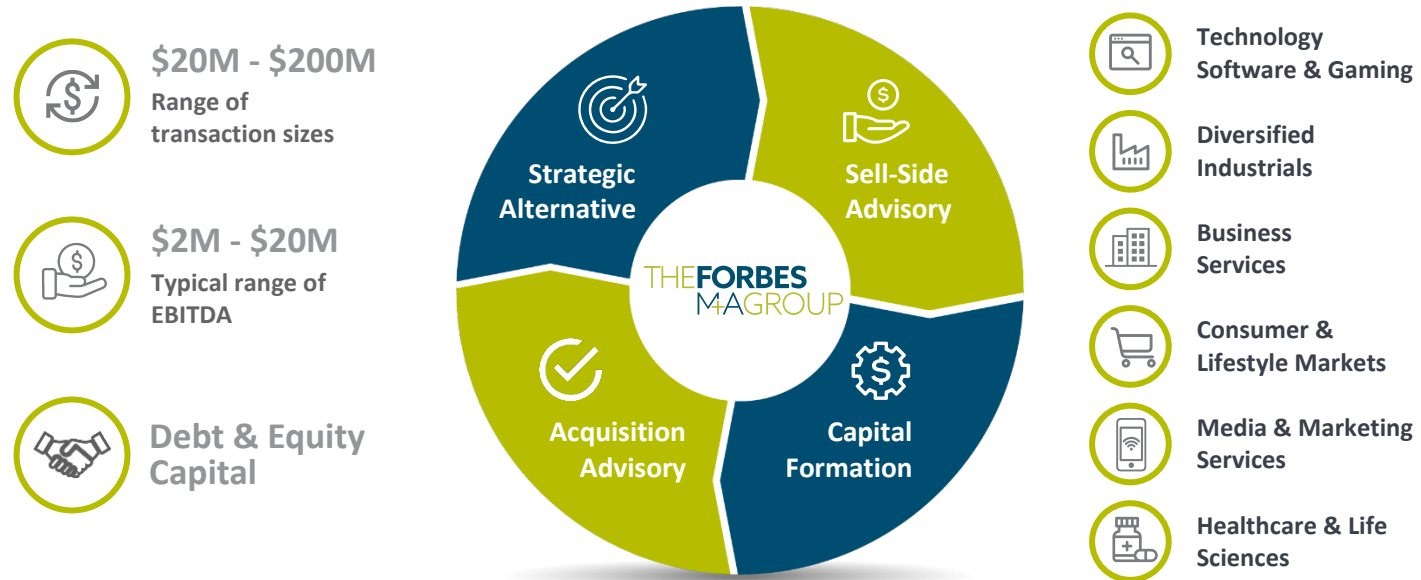 $20M - $200M
Range of
transaction sizes
$2M - $20M
Typical range of
EBITDA
Debt & Equity
Capital
Strategic
Alternative
Sell-Side
Advisory
THEFORBES
M+AGROUP
Acquisition
Advisory
Capital
Formation
Technology
Software & Gaming
Diversified
Industrials
Business
Services
Consumer &
Lifestyle Markets
Media & Marketing
Services
Healthcare & Life
Sciences